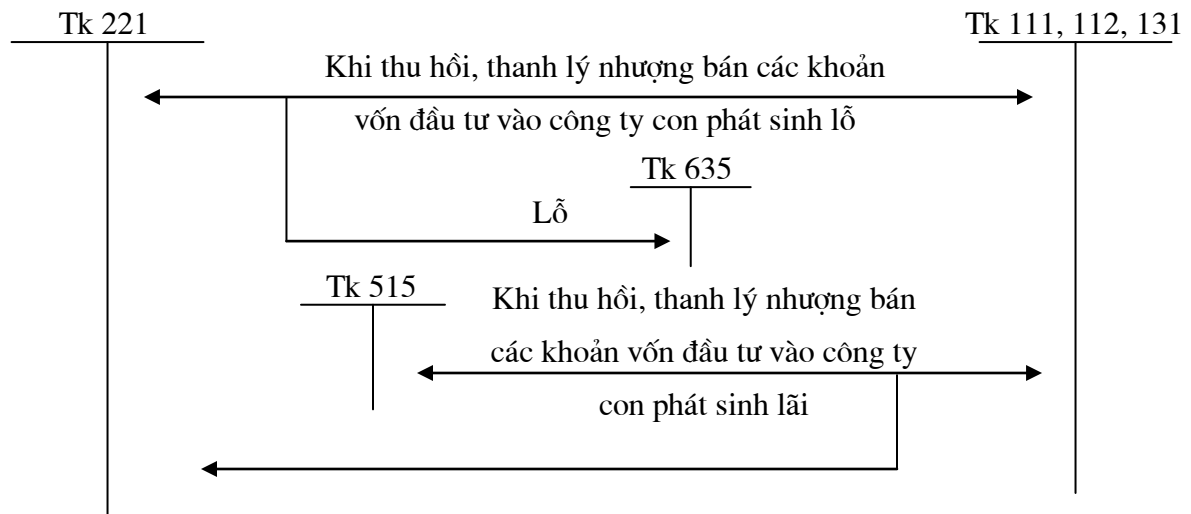 Tk 221
Tk 111, 112, 131
Khi thu hồi, thanh lý nhượng bán các khoản
vốn đầu tư vào công ty con phát sinh lỗ
Tk 635
Lỗ
Tk 515
Khi thu hồi, thanh lý nhượng bán
các khoản vốn đầu tư vào công ty
con phát sinh lãi